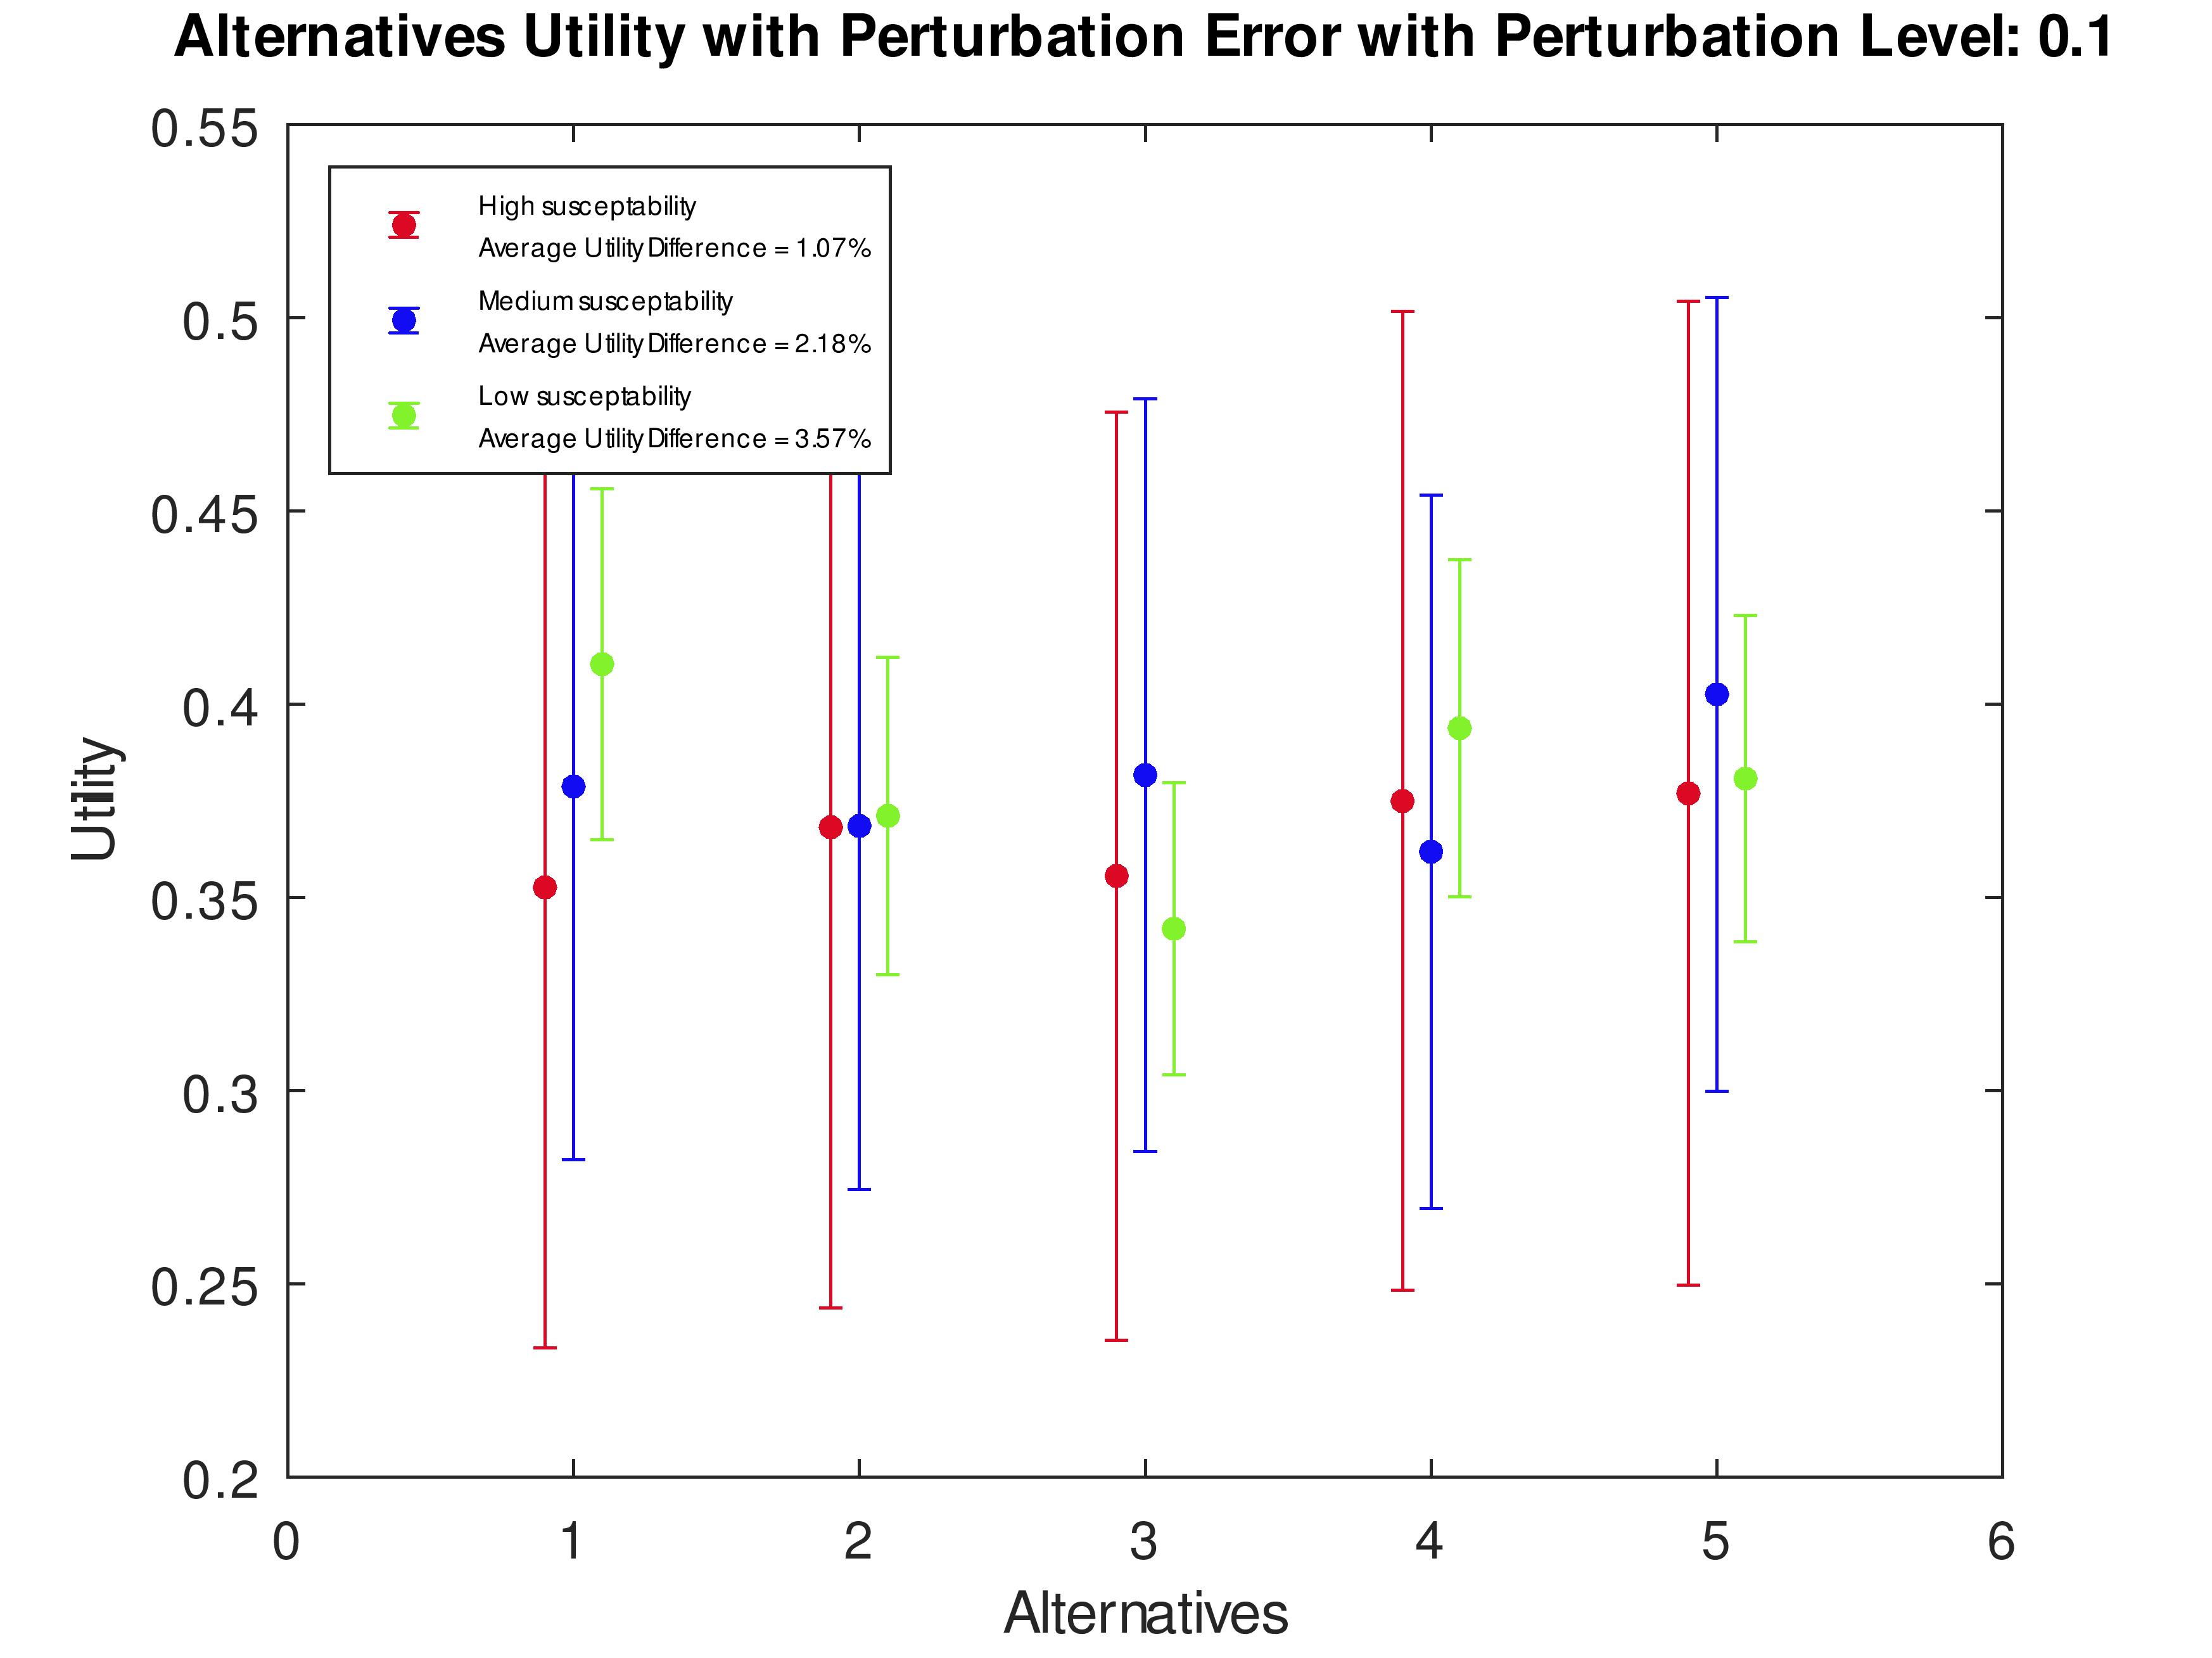 Alternatives Utility with Perturbation Error with Perturbation Level: 0.1
0.55
0.5
0.45
0.4
0.35
0.3
0.25
0.2
Utility
High susceptability
Average Utility Difference = 1.07%
Medium susceptability
Average Utility Difference = 2.18%
Low susceptability
Average Utility Difference = 3.57%
0 1 2 3 4 5 6
Alternatives